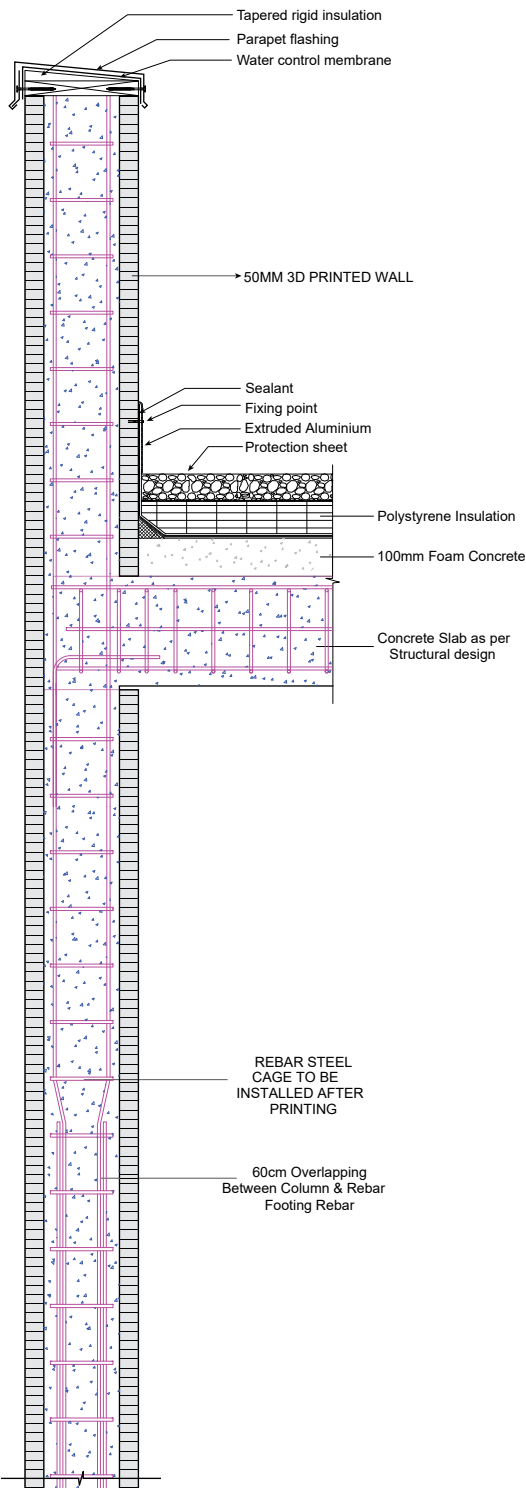 Tapered rigid insulation
Parapet flashing
Water control membrane
50MM 3D PRINTED WALL
Sealant
Fixing point
Extruded Aluminium
Protection sheet
Polystyrene Insulation
100mm Foam Concrete
Concrete Slab as per
Structural design
REBAR STEEL
CAGE TO BE
INSTALLED AFTER
PRINTING
60cm Overlapping
Between Column & Rebar
Footing Rebar